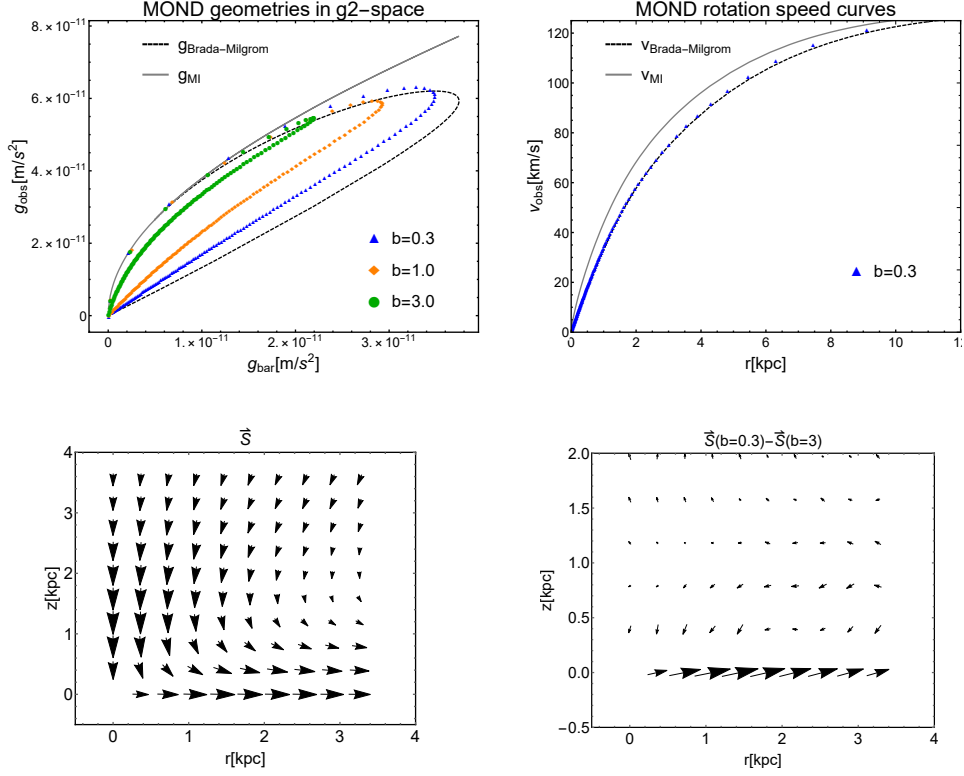 MOND geometries in g2-space
8.×10⁻¹¹
6.×10⁻¹¹
4.×10⁻¹¹
2.×10⁻¹¹
0
g_obs[m/s²]
g_Brada-Milgrom
g_MI
b=0.3
b=1.0
b=3.0
0 1.×10⁻¹¹ 2.×10⁻¹¹ 3.×10⁻¹¹
g_bar[m/s²]
MOND rotation speed curves
120
100
80
60
40
20
0
v_obs[km/s]
v_Brada-Milgrom
v_MI
b=0.3
0 2 4 6 8 10 12
r[kpc]
S⃗
4
3
2
1
0
z[kpc]
0 1 2 3 4
r[kpc]
S⃗(b=0.3)-S⃗(b=3)
2.0
1.5
1.0
0.5
0.0
-0.5
z[kpc]
0 1 2 3 4
r[kpc]